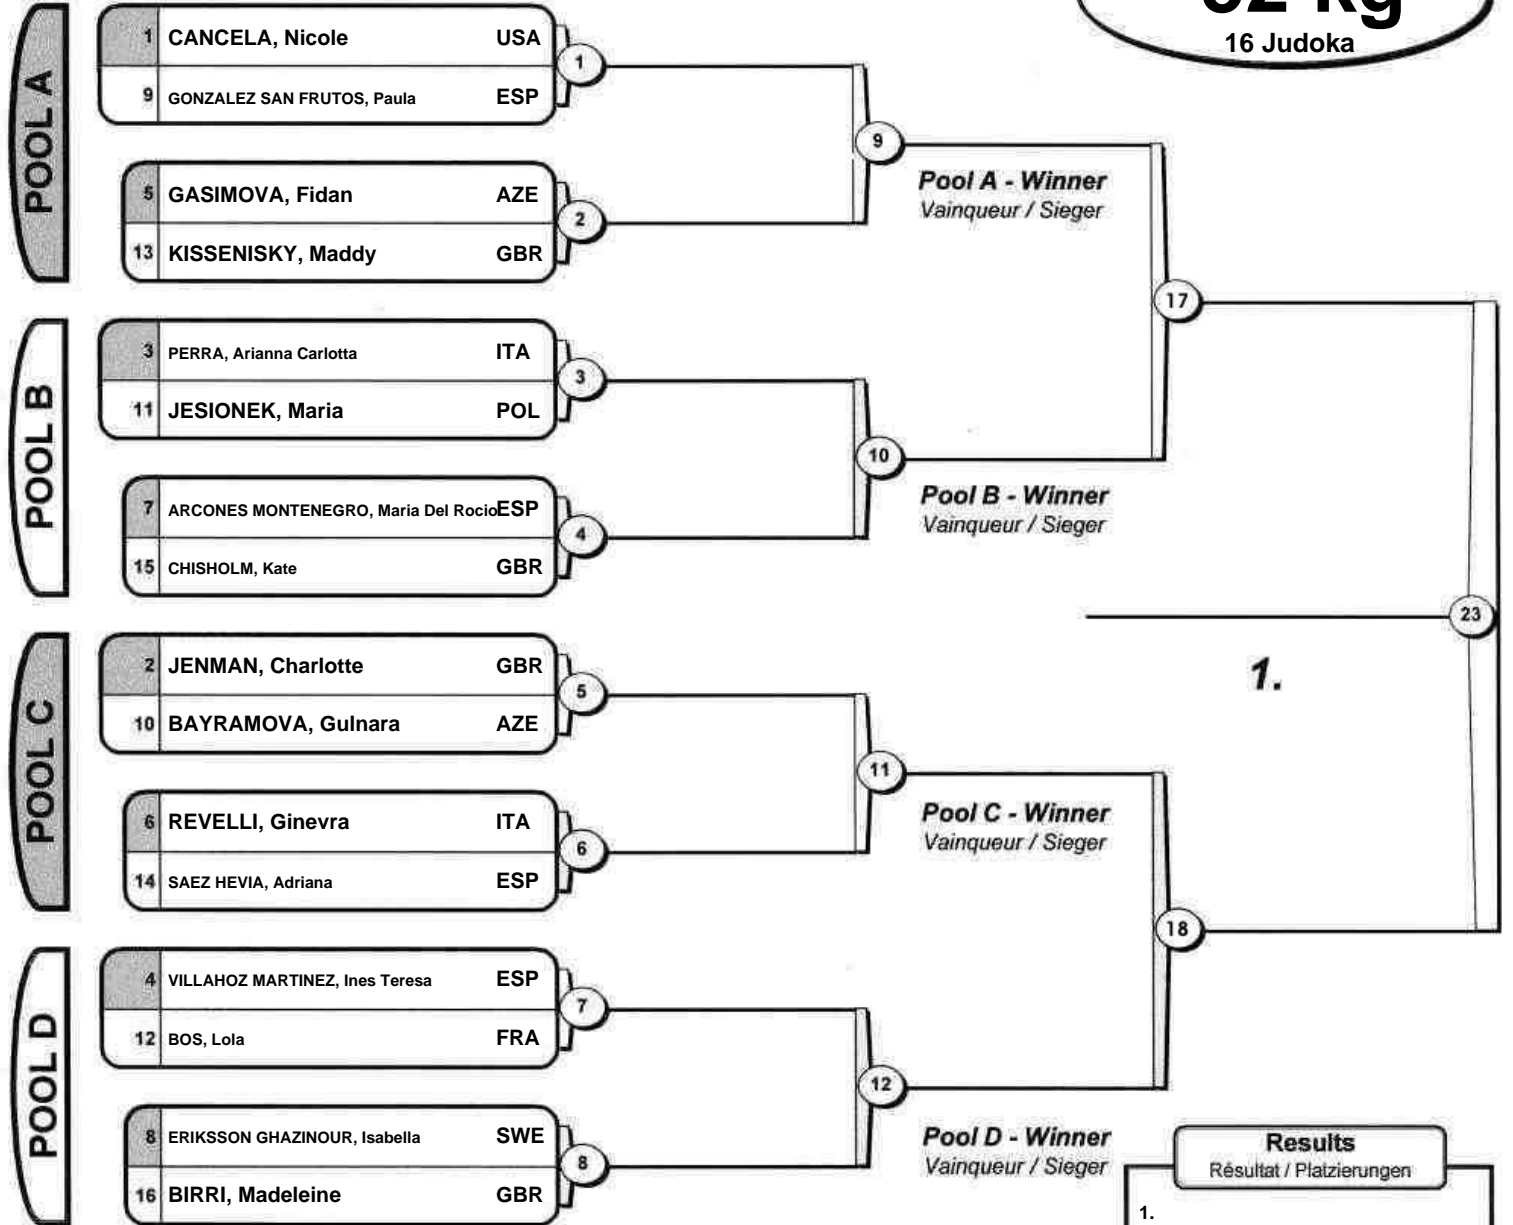 kg
16 Judoka
POOL A
1 CANCELA, Nicole USA
9 GONZALEZ SAN FRUTOS, Paula ESP
1
5 GASIMOVA, Fidan AZE
13 KISSENISKY, Maddy GBR
2
9
Pool A - Winner
Vainqueur / Sieger
POOL B
3 PERRA, Arianna Carlotta ITA
11 JESIONEK, Maria POL
3
7 ARCONES MONTENEGRO, Maria Del Rocio ESP
15 CHISHOLM, Kate GBR
4
10
Pool B - Winner
Vainqueur / Sieger
17
POOL C
2 JENMAN, Charlotte GBR
10 BAYRAMOVA, Gulnara AZE
5
6 REVELLI, Ginevra ITA
14 SAEZ HEVIA, Adriana ESP
6
11
Pool C - Winner
Vainqueur / Sieger
23
1.
POOL D
4 VILLAHOZ MARTINEZ, Ines Teresa ESP
12 BOS, Lola FRA
7
8 ERIKSSON GHAZINOUR, Isabella SWE
16 BIRRI, Madeleine GBR
8
12
Pool D - Winner
Vainqueur / Sieger
18
Results
Résultat / Platzierungen
1.